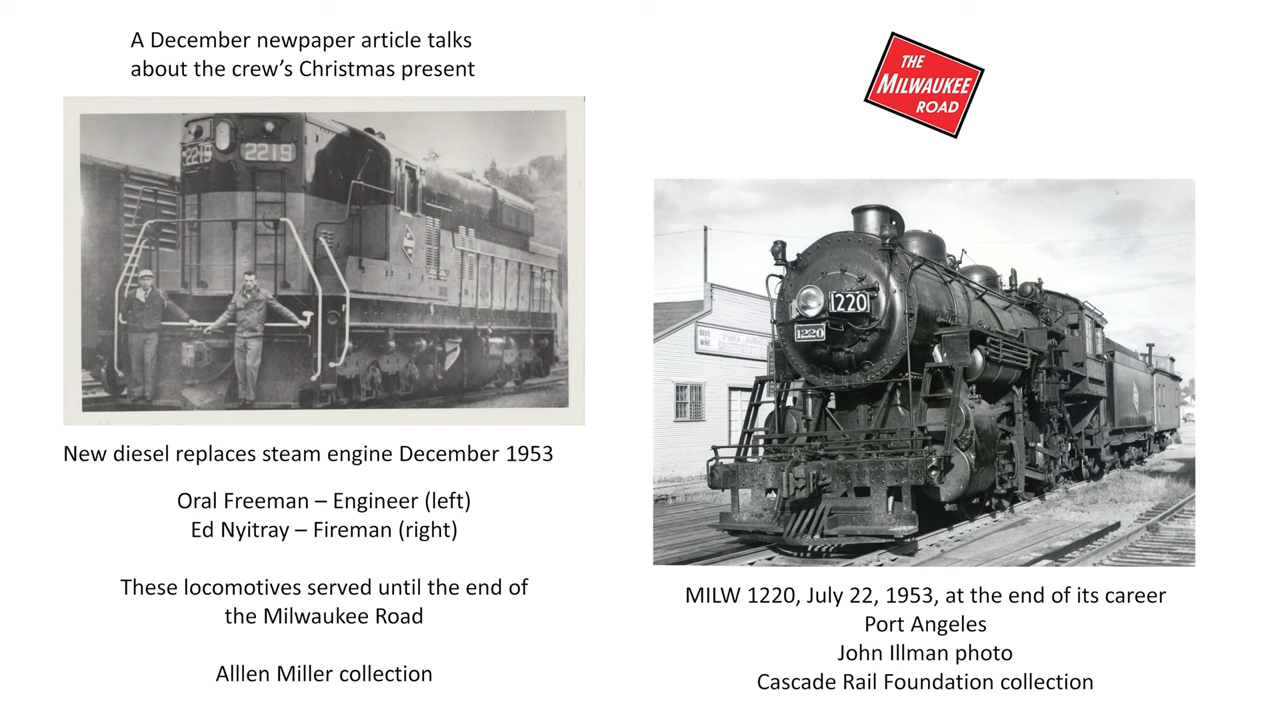 A December newpaper article talks
about the crew’s Christmas present
2219
2219
New diesel replaces steam engine December 1953
Oral Freeman – Engineer (left)
Ed Nyitray – Fireman (right)
These locomotives served until the end of
the Milwaukee Road
Alllen Miller collection
THE
MILWAUKEE
ROAD
1220
1220
BEER
WINE
MILW 1220, July 22, 1953, at the end of its career
Port Angeles
John Illman photo
Cascade Rail Foundation collection